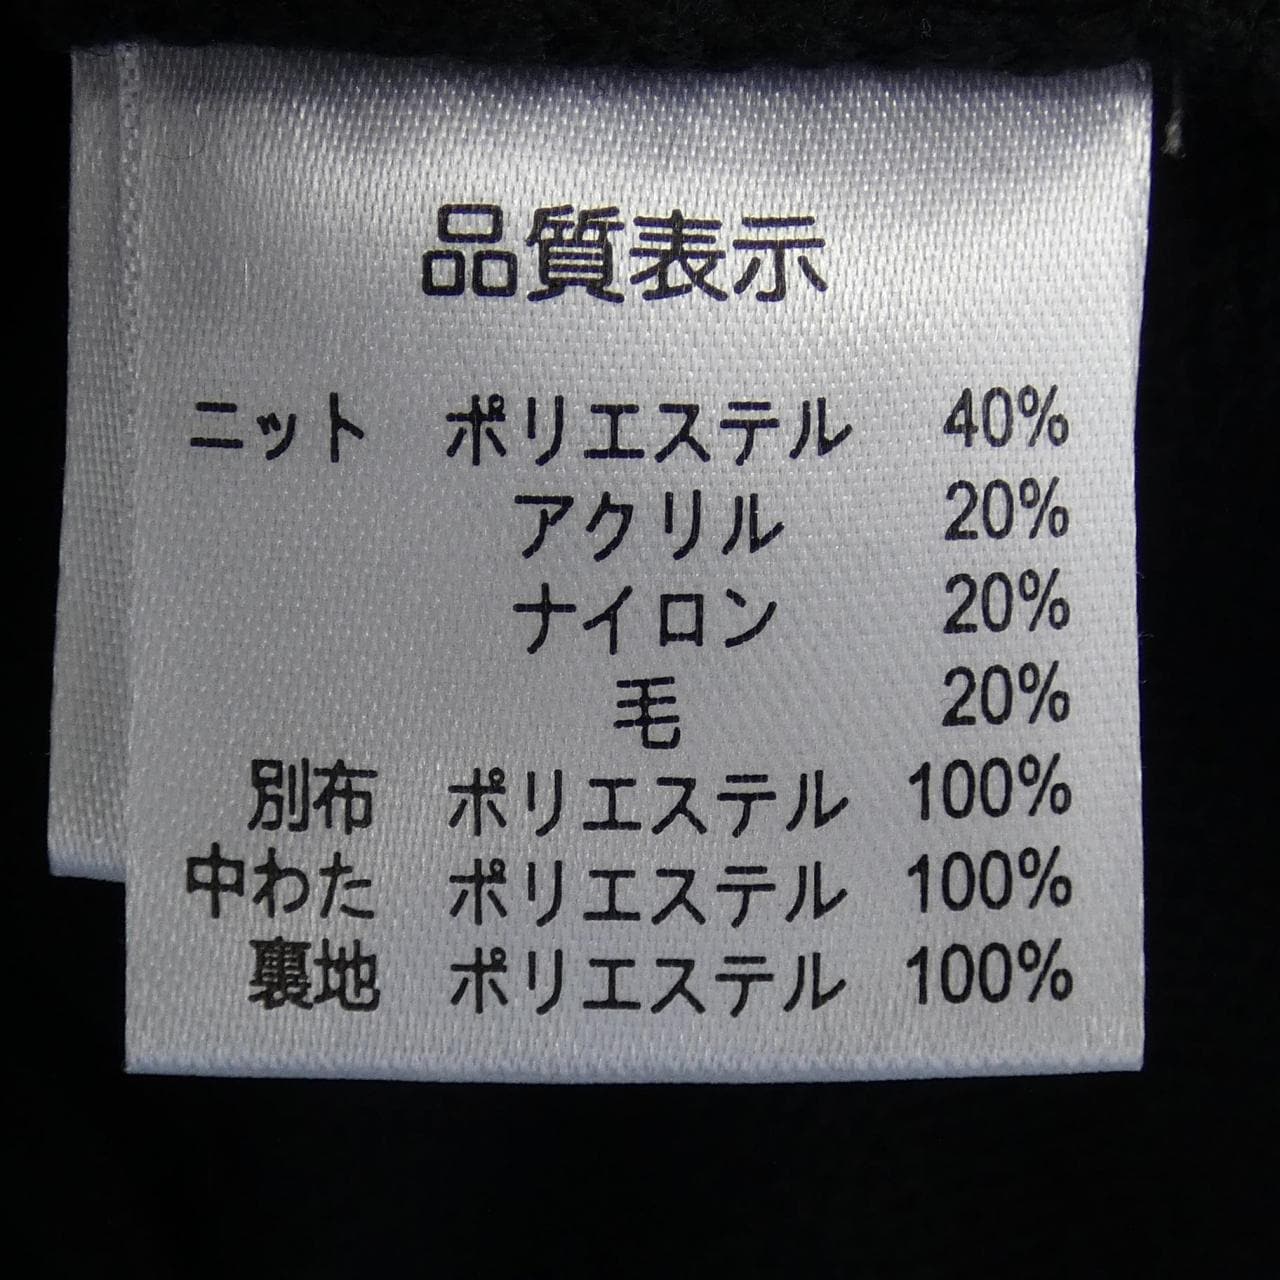 品質表示
ニット ポリエステル 40%
アクリル 20%
ナイロン 20%
毛 20%
別布 ポリエステル 100%
中わた ポリエステル 100%
裏地 ポリエステル 100%